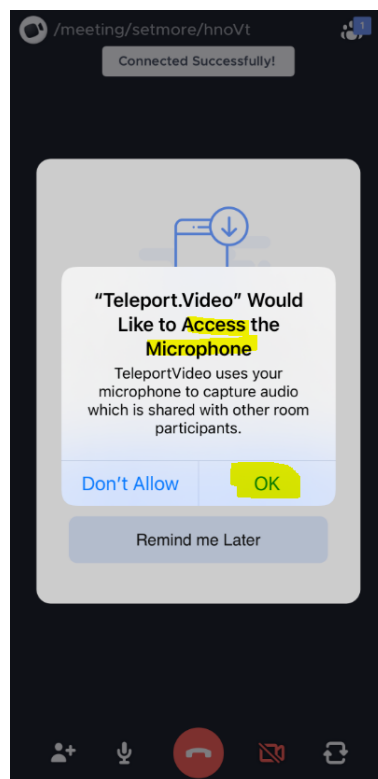 /meeting/setmore/hnoVt
1
Connected Successfully!
“Teleport.Video” Would
Like to Access the
Microphone
TeleportVideo uses your
microphone to capture audio
which is shared with other room
participants.
Don’t Allow
OK
Remind me Later